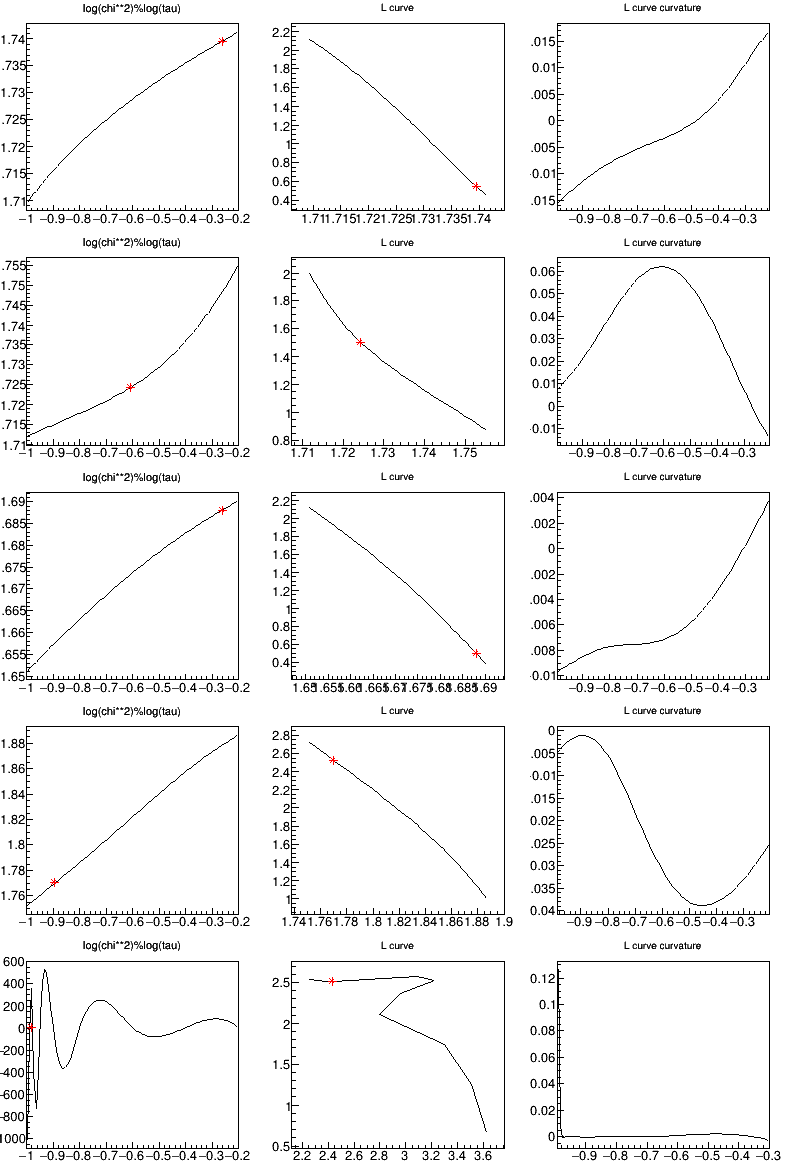 log(chi**2)%log(tau) L curve L curve curvature
1.74 2.2 .015
.735 2 0.01
1.73 1.8 .005
.725 1.6 0
1.72 1.4 .005
.715 1.2 0.01
1.71 1 .015
0.8
0.6
0.4
−1 −0.9−0.8−0.7−0.6−0.5−0.4−0.3−0.2 1.711.7151.721.7251.731.7351.74 −0.9−0.8−0.7−0.6−0.5−0.4−0.3
log(chi**2)%log(tau) L curve L curve curvature
.755 2 0.06
1.75 1.8 0.05
.745 1.6 0.04
1.74 1.4 0.03
.735 1.2 0.02
1.73 1 0.01
.725 0.8 0
1.72 0.01
.715
1.71
−1 −0.9−0.8−0.7−0.6−0.5−0.4−0.3−0.2 1.71 1.72 1.73 1.74 1.75 −0.9−0.8−0.7−0.6−0.5−0.4−0.3
log(chi**2)%log(tau) L curve L curve curvature
1.69 2.2 .004
.685 2 .002
1.68 1.8 0
.675 1.6 .002
1.67 1.4 .004
.665 1.2 .006
1.66 1 .008
.655 0.8 0.01
1.65 0.6
0.4
−1 −0.9−0.8−0.7−0.6−0.5−0.4−0.3−0.2 1.651.6551.661.6651.671.6751.681.6851.69 −0.9−0.8−0.7−0.6−0.5−0.4−0.3
log(chi**2)%log(tau) L curve L curve curvature
1.88 2.8 0
1.86 2.6 .005
1.84 2.4 0.01
1.82 2.2 .015
1.8 2 0.02
1.78 1.8 .025
1.76 1.6 0.03
1.4 .035
1.2 0.04
1
−1 −0.9−0.8−0.7−0.6−0.5−0.4−0.3−0.2 1.741.761.781.8 1.821.841.861.881.9 −0.9−0.8−0.7−0.6−0.5−0.4−0.3
log(chi**2)%log(tau) L curve L curve curvature
600 2.5 0.12
400 2 0.1
200 1.5 0.08
0 1 0.06
−200 0.5 0.04
−400 0.02
−600 0
−800
1000
−1 −0.9−0.8−0.7−0.6−0.5−0.4−0.3−0.2 2.2 2.4 2.6 2.8 3 3.2 3.4 3.6 −0.9 −0.8 −0.7 −0.6 −0.5 −0.4 −0.3